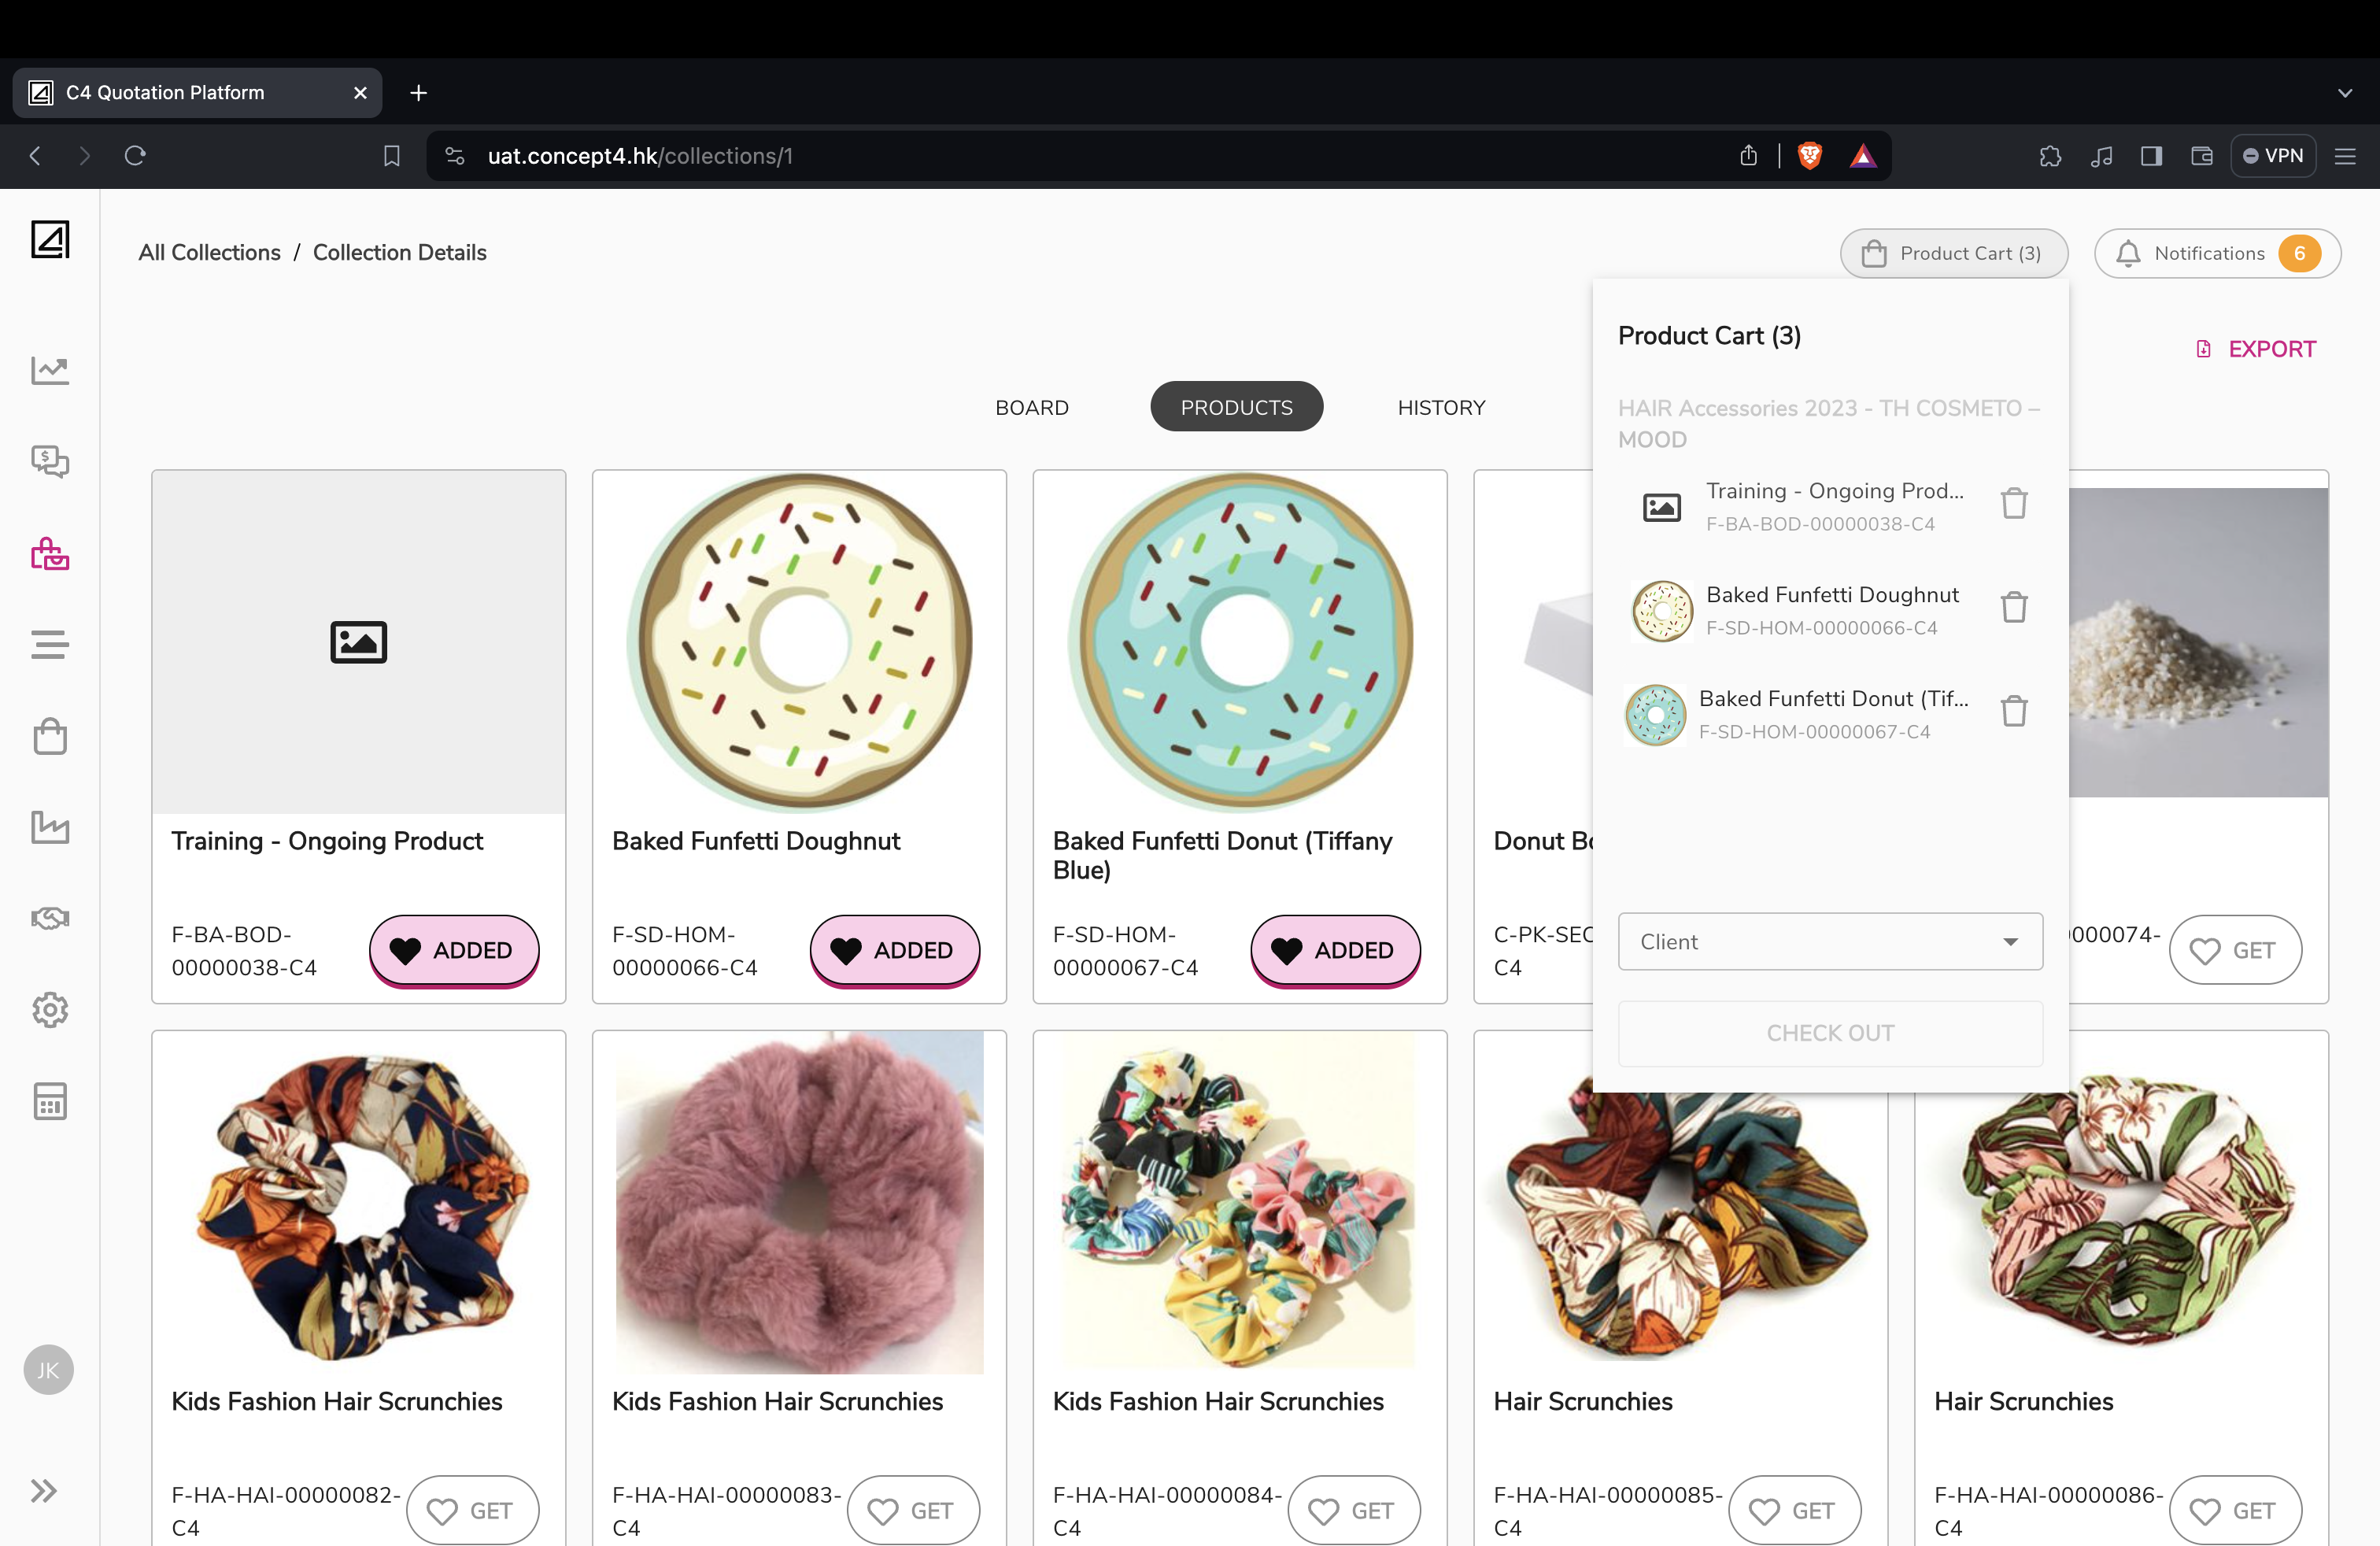 C4 Quotation Platform
uat.concept4.hk/collections/1
VPN
All Collections / Collection Details
Product Cart (3)
Notifications 6
Product Cart (3)
EXPORT
BOARD
PRODUCTS
HISTORY
HAIR Accessories 2023 - TH COSMETO –
MOOD
Training - Ongoing Prod...
F-BA-BOD-00000038-C4
Baked Funfetti Doughnut
F-SD-HOM-00000066-C4
Baked Funfetti Donut (Tif...
F-SD-HOM-00000067-C4
Client
CHECK OUT
Training - Ongoing Product
F-BA-BOD-
00000038-C4
ADDED
Baked Funfetti Doughnut
F-SD-HOM-
00000066-C4
ADDED
Baked Funfetti Donut (Tiffany
Blue)
F-SD-HOM-
00000067-C4
ADDED
Donut
C-PK-SEC
C4
000074-
GET
Kids Fashion Hair Scrunchies
F-HA-HAI-00000082-
C4
GET
Kids Fashion Hair Scrunchies
F-HA-HAI-00000083-
C4
GET
Kids Fashion Hair Scrunchies
F-HA-HAI-00000084-
C4
GET
Hair Scrunchies
F-HA-HAI-00000085-
C4
GET
Hair Scrunchies
F-HA-HAI-00000086-
C4
GET
JK